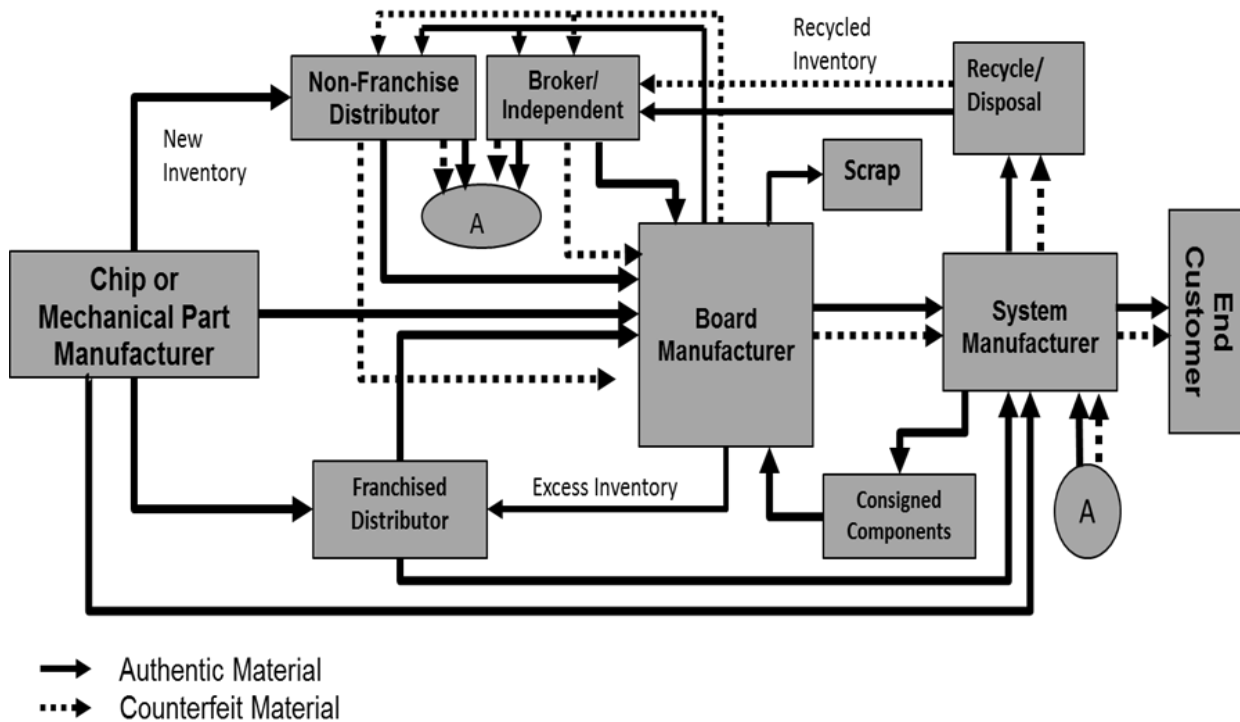 Recycled
Inventory
Non-Franchise
Distributor
Broker/
Independent
Recycle/
Disposal
New
Inventory
Scrap
A
Chip or
Mechanical Part
Manufacturer
Board
Manufacturer
System
Manufacturer
End
Customer
Franchised
Distributor
Excess Inventory
Consigned
Components
A
Authentic Material
Counterfeit Material